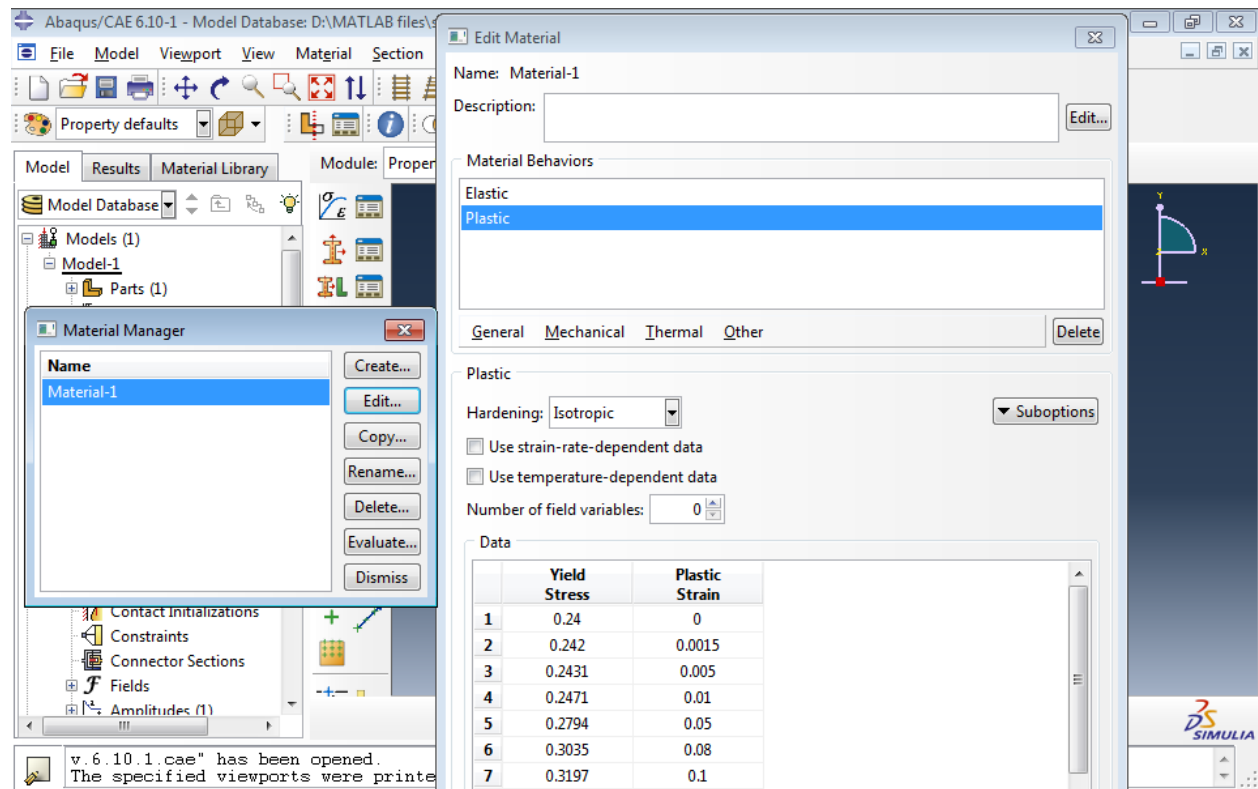 Abaqus/CAE 6.10-1 - Model Database: D:\MATLAB files\
File Model Viewport View Material Section
Property defaults
Model Results Material Library
Module: Proper
Model Database
σ ε
Models (1)
Model-1
Parts (1)
Material Manager
Name
Material-1
Create...
Edit...
Copy...
Rename...
Delete...
Evaluate...
Dismiss
Contact Initializations
Constraints
Connector Sections
Fields
Amplitudes (1)
v.6.10.1.cae" has been opened.
The specified viewports were printe
Edit Material
Name: Material-1
Description:
Edit...
Material Behaviors
Elastic
Plastic
General Mechanical Thermal Other
Delete
Plastic
Hardening: Isotropic
Suboptions
Use strain-rate-dependent data
Use temperature-dependent data
Number of field variables: 0
Data
Yield Plastic
Stress Strain
1 0.24 0
2 0.242 0.0015
3 0.2431 0.005
4 0.2471 0.01
5 0.2794 0.05
6 0.3035 0.08
7 0.3197 0.1
Y
X
SIMULIA